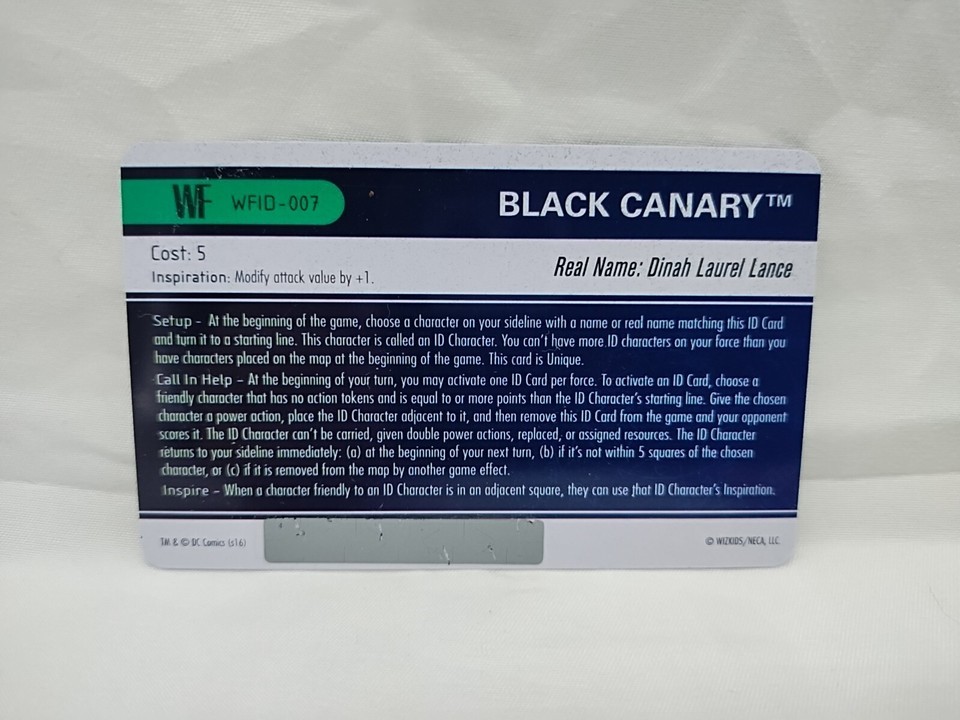 WF WFID-007
BLACK CANARY™
Cost: 5
Inspiration: Modify attack value by +1.
Real Name: Dinah Laurel Lance
Setup - At the beginning of the game, choose a character on your sideline with a name or real name matching this ID Card
and turn it to a starting line. This character is called an ID Character. You can't have more ID characters on your force than you
have characters placed on the map at the beginning of the game. This card is Unique.
Call In Help - At the beginning of your turn, you may activate one ID Card per force. To activate an ID Card, choose a
friendly character that has no action tokens and is equal to or more points than the ID Character's starting line. Give the chosen
character a power action, place the ID Character adjacent to it, and then remove this ID Card from the game and your opponent
scores it. The ID Character can't be carried, given double power actions, replaced, or assigned resources. The ID Character
returns to your sideline immediately: (a) at the beginning of your next turn, (b) if it's not within 5 squares of the chosen
character, or (c) if it is removed from the map by another game effect.
Inspire - When a character friendly to an ID Character is in an adjacent square, they can use that ID Character's Inspiration.
TM & © DC Comics (s16)
© WIZKIDS/NECA, LLC.